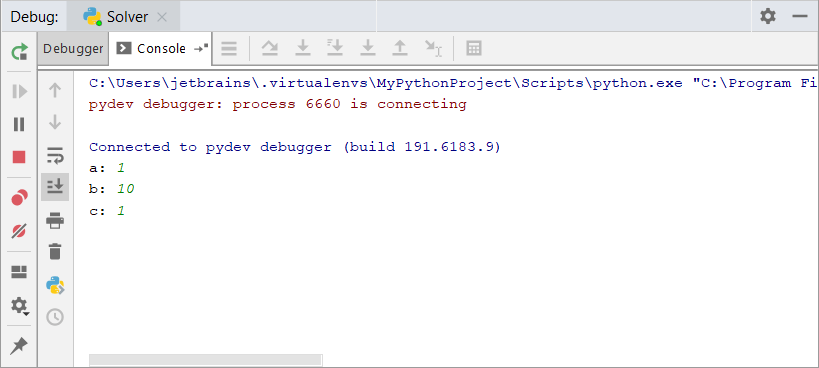 Debug: Solver
Debugger Console
C:\Users\jetbrains\.virtualenvs\MyPythonProject\Scripts\python.exe "C:\Program Fi
pydev debugger: process 6660 is connecting
Connected to pydev debugger (build 191.6183.9)
a: 1
b: 10
c: 1